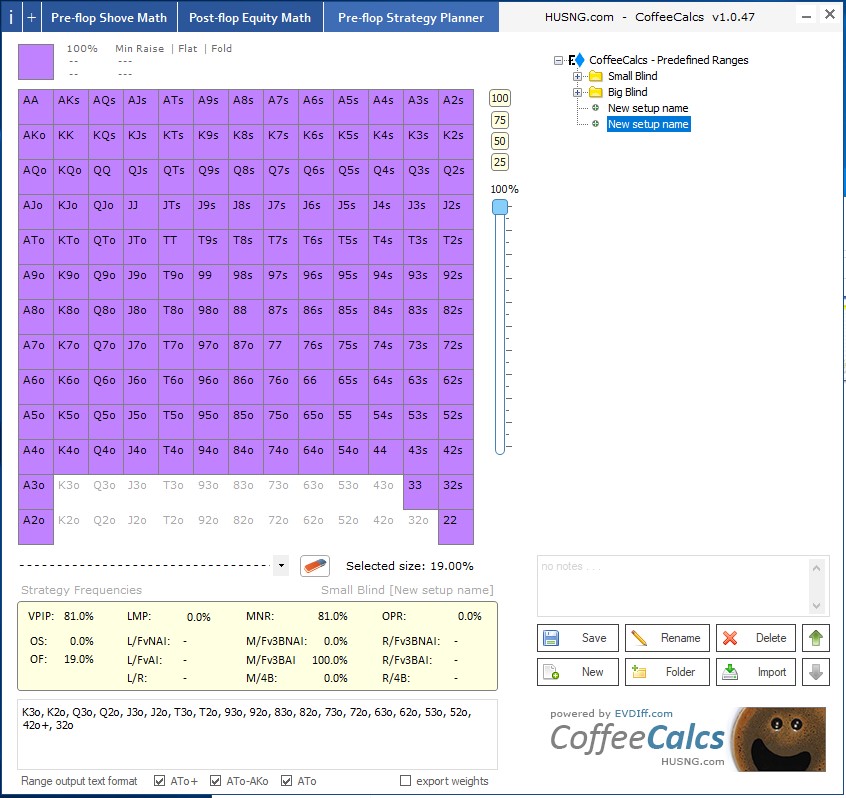 i + Pre-flop Shove Math Post-flop Equity Math Pre-flop Strategy Planner HUSNG.com - CoffeeCalcs v1.0.47
100% Min Raise | Flat | Fold
-- ---
-- ---
AA AKs AQs AJs ATs A9s A8s A7s A6s A5s A4s A3s A2s
AKo KK KQs KJs KTs K9s K8s K7s K6s K5s K4s K3s K2s
AQo KQo QQ QJs QTs Q9s Q8s Q7s Q6s Q5s Q4s Q3s Q2s
AJo KJo QJo JJ JTs J9s J8s J7s J6s J5s J4s J3s J2s
ATo KTo QTo JTo TT T9s T8s T7s T6s T5s T4s T3s T2s
A9o K9o Q9o J9o T9o 99 98s 97s 96s 95s 94s 93s 92s
A8o K8o Q8o J8o T8o 98o 88 87s 86s 85s 84s 83s 82s
A7o K7o Q7o J7o T7o 97o 87o 77 76s 75s 74s 73s 72s
A6o K6o Q6o J6o T6o 96o 86o 76o 66 65s 64s 63s 62s
A5o K5o Q5o J5o T5o 95o 85o 75o 65o 55 54s 53s 52s
A4o K4o Q4o J4o T4o 94o 84o 74o 64o 54o 44 43s 42s
A3o K3o Q3o J3o T3o 93o 83o 73o 63o 53o 43o 33 32s
A2o K2o Q2o J2o T2o 92o 82o 72o 62o 52o 42o 32o 22
100
75
50
25
100%
CoffeeCalcs - Predefined Ranges
Small Blind
Big Blind
New setup name
New setup name
Selected size: 19.00%
Strategy Frequencies Small Blind [New setup name]
VPIP: 81.0% LMP: 0.0% MNR: 81.0% OPR: 0.0%
OS: 0.0% L/FvNAI: - M/Fv3BNAI: 0.0% R/Fv3BNAI: -
OF: 19.0% L/FvAI: - M/Fv3BAI 100.0% R/Fv3BAI: -
L/R: - M/4B: 0.0% R/4B: -
K3o, K2o, Q3o, Q2o, J3o, J2o, T3o, T2o, 93o, 92o, 83o, 82o, 73o, 72o, 63o, 62o, 53o, 52o,
42o+, 32o
Range output text format ATo+ ATo-AKo ATo export weights
no notes . . .
Save Rename Delete
New Folder Import
powered by EVDIff.com
CoffeeCalcs
HUSNG.com